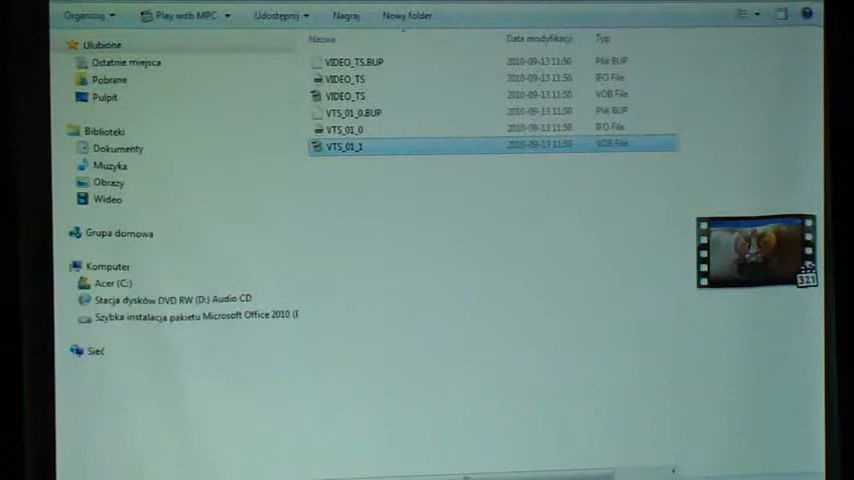 Organizuj Play with MPC Udostępnij Nagraj Nowy folder
Nazwa Data modyfikacji Typ
Ulubione
Ostatnie miejsca
Pobrane
Pulpit
Biblioteki
Dokumenty
Muzyka
Obrazy
Wideo
Grupa domowa
Komputer
Acer (C:)
Stacja dysków DVD RW (D:) Audio CD
Szybka instalacja pakietu Microsoft Office 2010 (
Sieć
VIDEO_TS.BUP 2010-09-13 11:50 Plik BUP
VIDEO_TS 2010-09-13 11:50 IFO File
VIDEO_TS 2010-09-13 11:50 VOB File
VTS_01_0.BUP 2010-09-13 11:50 Plik BUP
VTS_01_0 2010-09-13 11:50 IFO File
VTS_01_1 2010-09-13 11:50 VOB File
321